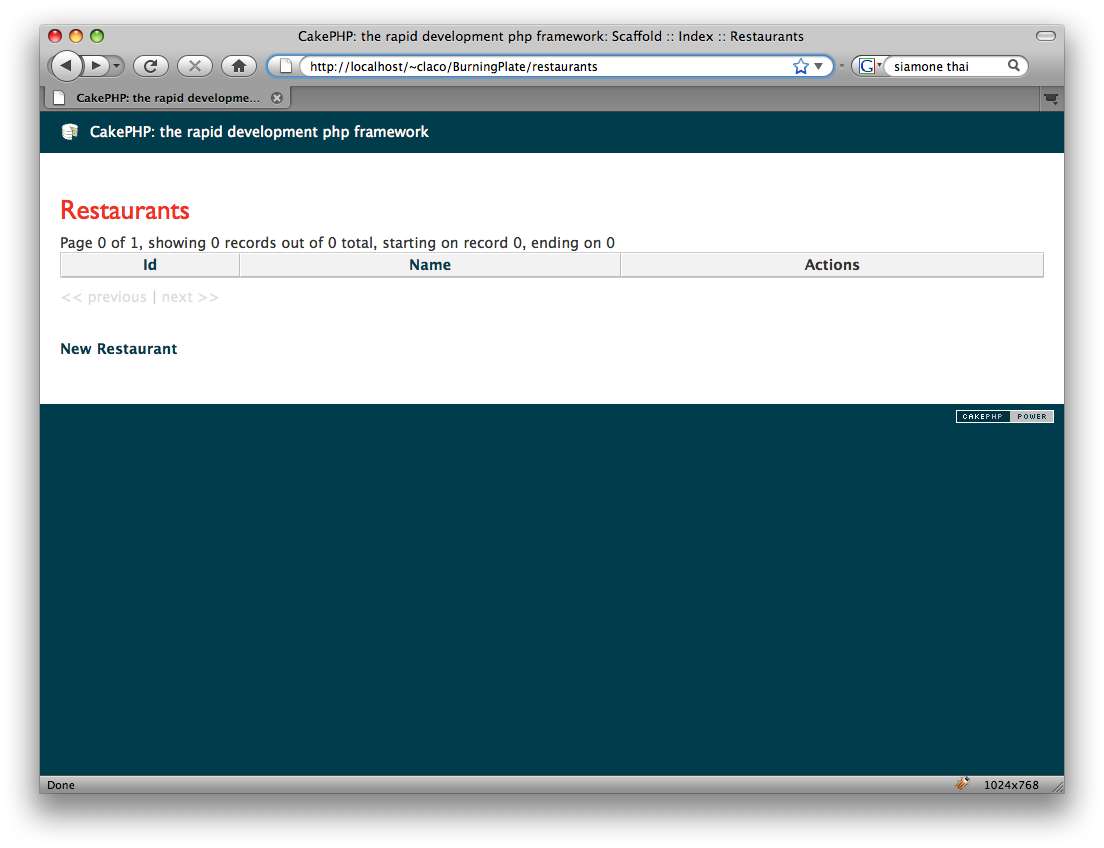 CakePHP: the rapid development php framework: Scaffold :: Index :: Restaurants
http://localhost/~claco/BurningPlate/restaurants
G siamone thai
CakePHP: the rapid developme...
CakePHP: the rapid development php framework
Restaurants
Page 0 of 1, showing 0 records out of 0 total, starting on record 0, ending on 0
Id Name Actions
<< previous | next >>
New Restaurant
CAKEPHP POWER
Done 1024x768